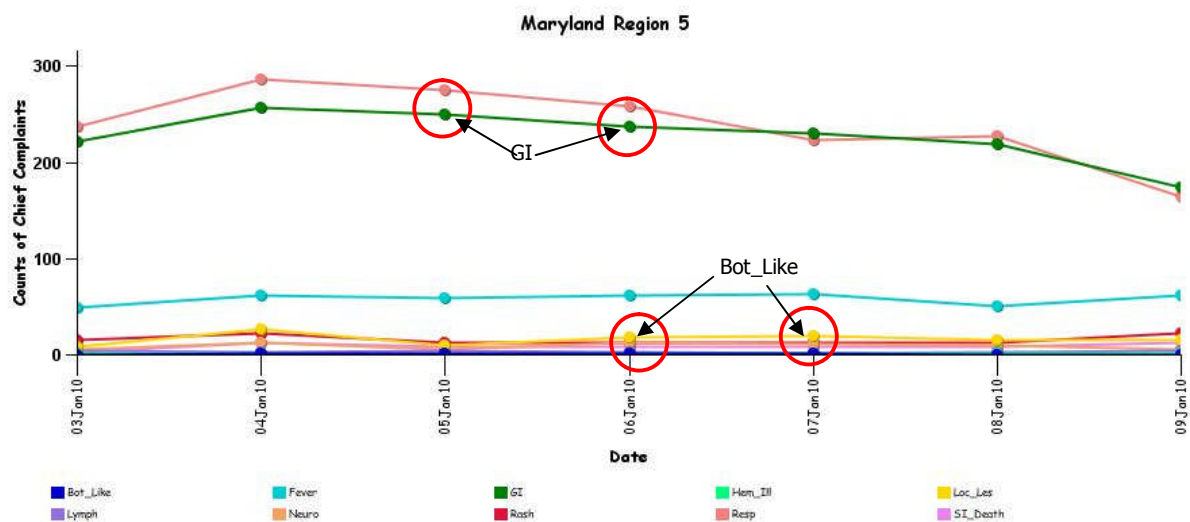 Maryland Region 5
300
200
100
0
Counts of Chief Complaints
GI
Bot_Like
03Jan10
04Jan10
05Jan10
06Jan10
07Jan10
08Jan10
09Jan10
Date
Bot_Like Fever GI Hem_Ill Loc_Les
Lymph Neuro Rash Resp SI_Death